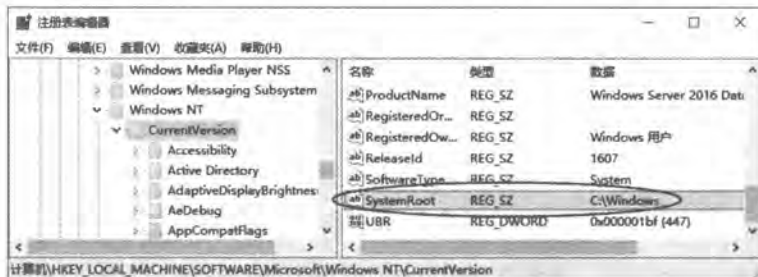 注册表编辑器
文件(F) 编辑(E) 查看(V) 收藏夹(A) 帮助(H)
Windows Media Player NSS
Windows Messaging Subsystem
Windows NT
CurrentVersion
Accessibility
Active Directory
AdaptiveDisplayBrightnes
AeDebug
AppCompatFlags
名称 类型 数据
ProductName REG_SZ Windows Server 2016 Data
RegisteredOr... REG_SZ
RegisteredOw... REG_SZ Windows 用户
ReleaseId REG_SZ 1607
SoftwareType REG_SZ System
SystemRoot REG_SZ C:\Windows
UBR REG_DWORD 0x000001bf (447)
计算机\HKEY_LOCAL_MACHINE\SOFTWARE\Microsoft\Windows NT\CurrentVersion